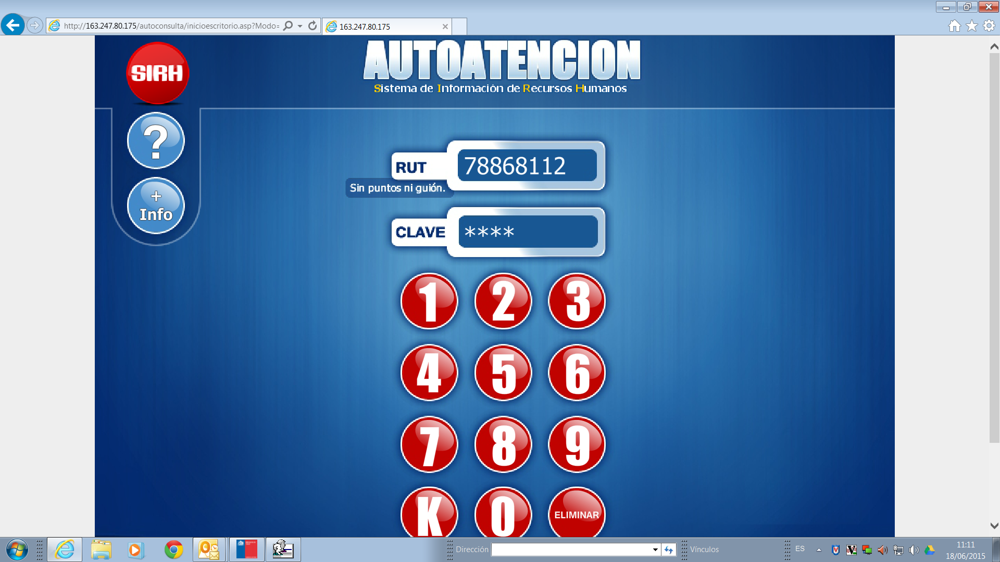 http://163.247.80.175/autoconsulta/inicioescritorio.asp?Modo=
163.247.80.175
SIRH
AUTOATENCION
Sistema de Información de Recursos Humanos
?
+
Info
RUT
78868112
Sin puntos ni guión.
CLAVE
****
1 2 3
4 5 6
7 8 9
K 0 ELIMINAR
Dirección
Vínculos
ES
11:11
18/06/2015